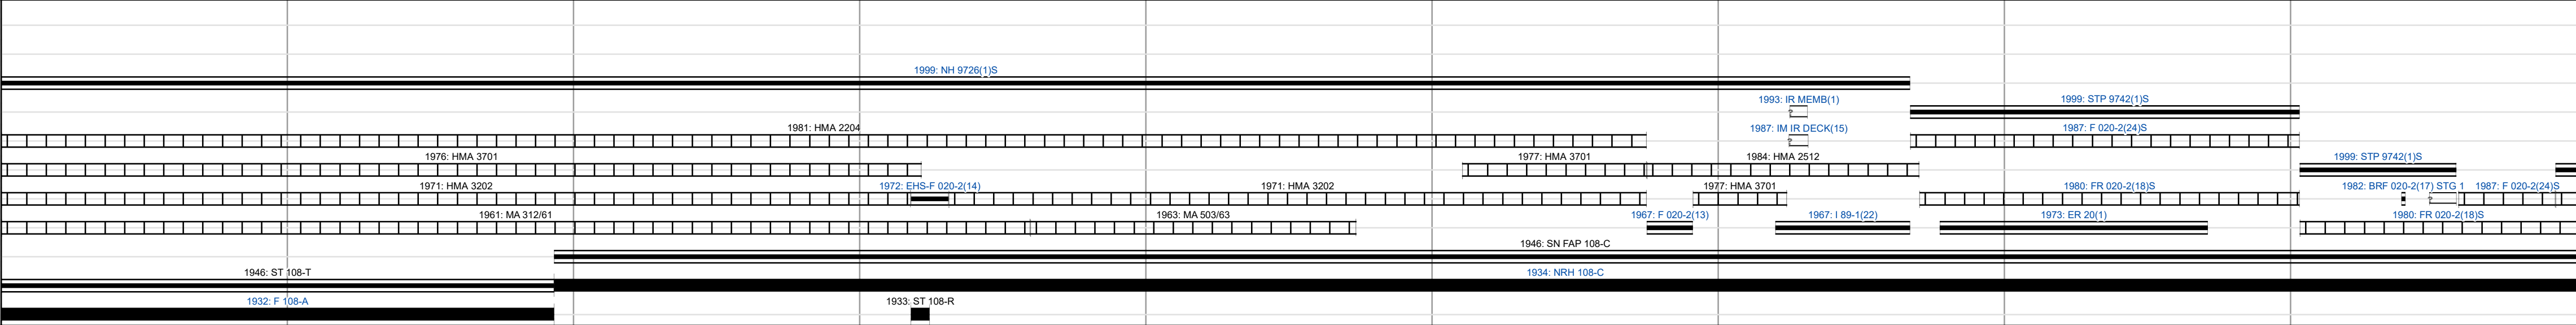 1999: NH 9726(1)S
1993: IR MEMB(1) 1999: STP 9742(1)S
1981: HMA 2204 1987: IM IR DECK(15) 1987: F 020-2(24)S
1976: HMA 3701 1977: HMA 3701 1984: HMA 2512 1999: STP 9742(1)S
1971: HMA 3202 1972: EHS-F 020-2(14) 1971: HMA 3202 1977: HMA 3701 1980: FR 020-2(18)S 1982: BRF 020-2(17) STG 1 1987: F 020-2(24)S
1961: MA 312/61 1963: MA 503/63 1967: F 020-2(13) 1967: I 89-1(22) 1973: ER 20(1) 1980: FR 020-2(18)S
1946: SN FAP 108-C
1946: ST 108-T 1934: NRH 108-C
1932: F 108-A 1933: ST 108-R